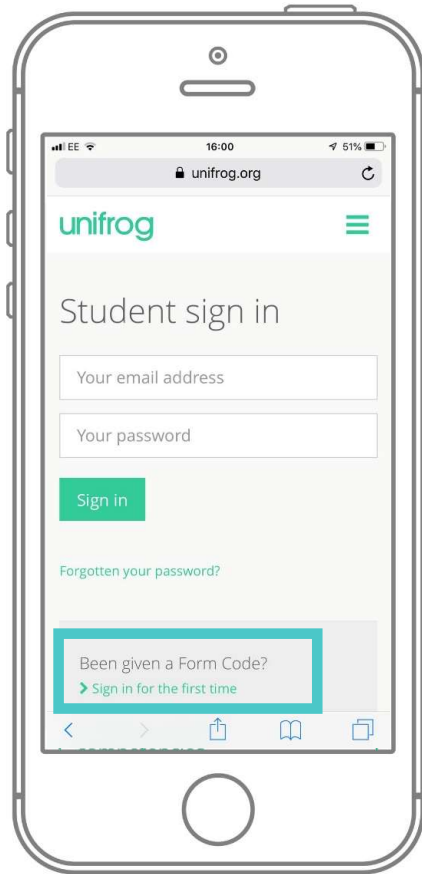 EE 16:00 51%
unifrog.org
unifrog
Student sign in
Your email address
Your password
Sign in
Forgotten your password?
Been given a Form Code?
Sign in for the first time